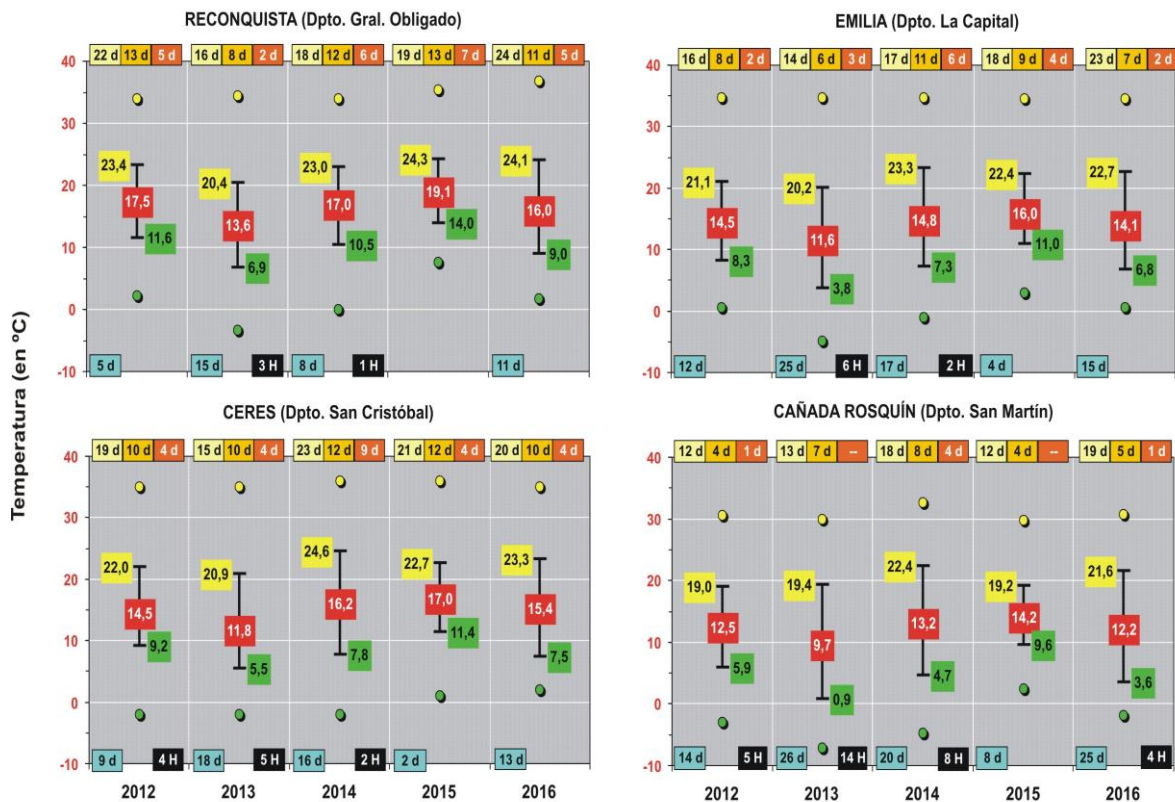 RECONQUISTA (Dpto. Gral. Obligado)
22 d 13 d 5 d 16 d 8 d 2 d 18 d 12 d 6 d 19 d 13 d 7 d 24 d 11 d 5 d
40
30
20
10
0
-10
23,4 17,5 11,6
20,4 13,6 6,9
23,0 17,0 10,5
24,3 19,1 14,0
24,1 16,0 9,0
5 d 15 d 3 H 8 d 1 H 11 d
EMILIA (Dpto. La Capital)
16 d 8 d 2 d 14 d 6 d 3 d 17 d 11 d 6 d 18 d 9 d 4 d 23 d 7 d 2 d
40
30
20
10
0
-10
21,1 14,5 8,3
20,2 11,6 3,8
23,3 14,8 7,3
22,4 16,0 11,0
22,7 14,1 6,8
12 d 25 d 6 H 17 d 2 H 4 d 15 d
Temperatura (en ºC)
CERES (Dpto. San Cristóbal)
19 d 10 d 4 d 15 d 10 d 4 d 23 d 12 d 9 d 21 d 12 d 4 d 20 d 10 d 4 d
40
30
20
10
0
-10
22,0 14,5 9,2
20,9 11,8 5,5
24,6 16,2 7,8
22,7 17,0 11,4
23,3 15,4 7,5
9 d 4 H 18 d 5 H 16 d 2 H 2 d 13 d
2012 2013 2014 2015 2016
CAÑADA ROSQUÍN (Dpto. San Martín)
12 d 4 d 1 d 13 d 7 d -- 18 d 8 d 4 d 12 d 4 d -- 19 d 5 d 1 d
40
30
20
10
0
-10
19,0 12,5 5,9
19,4 9,7 0,9
22,4 13,2 4,7
19,2 14,2 9,6
21,6 12,2 3,6
14 d 5 H 26 d 14 H 20 d 8 H 8 d 25 d 4 H
2012 2013 2014 2015 2016